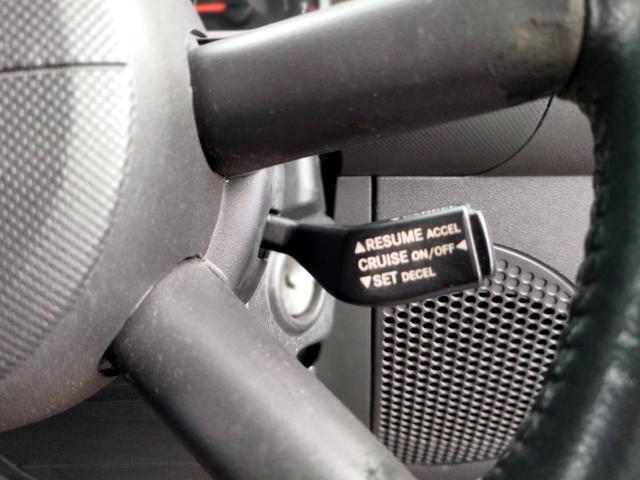 ▲RESUME ACCEL
CRUISE ON/OFF◀
▼SET DECEL